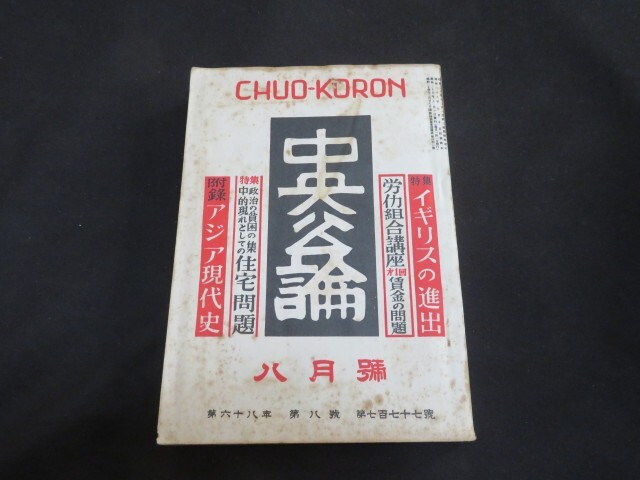 CHUO-KORON
中央公論
特集 イギリスの進出
労仂組合講座 才1回 賃金の問題
特集 政治の貧困の集
中的現れとしての 住宅問題
附録 アジア現代史
八月號
第六十八年 第八號 第七百七十七號